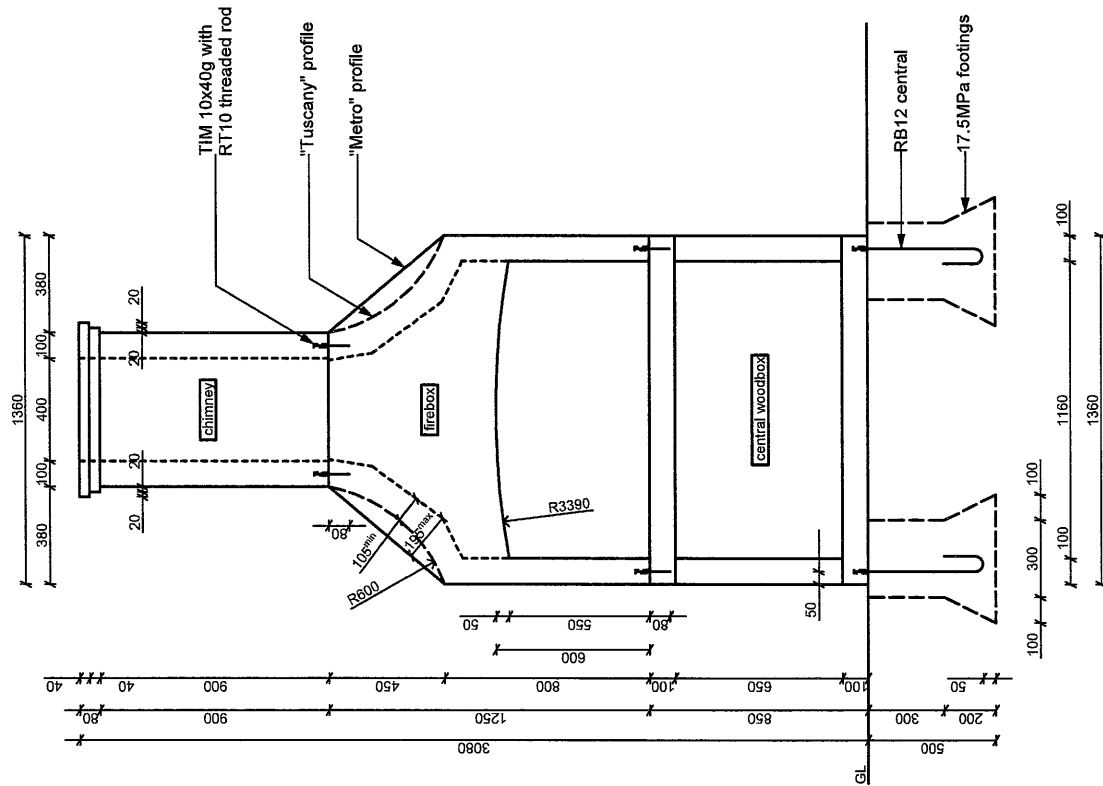 1360
380
100
400
100
380
20
20
20
20
TIM 10x40g with
RT10 threaded rod
"Tuscany" profile
"Metro" profile
chimney
firebox
80
105min
195max
R600
R3390
central woodbox
50
RB12 central
17.5MPa footings
40
40
900
450
800
100
650
100
80
900
1250
850
3080
50
550
80
600
GL
50
300
200
500
100
300
100
100
1160
100
1360